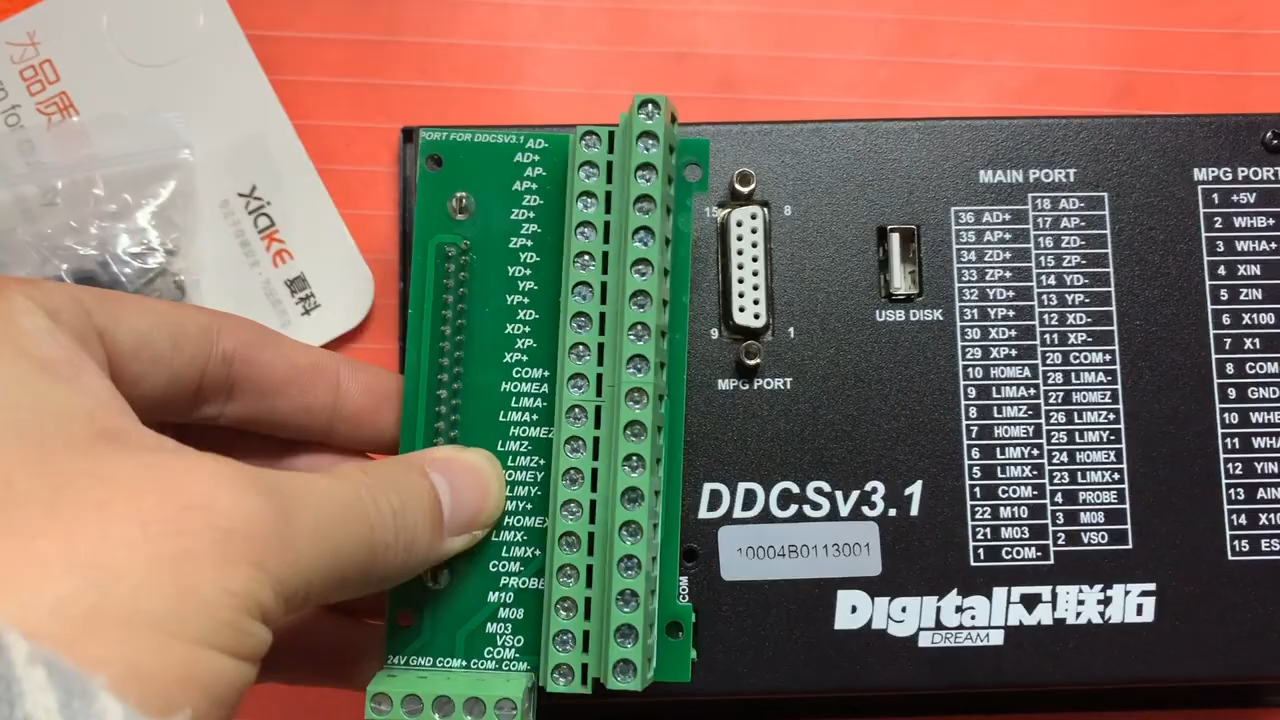 为品质
rn for
XIAKE 夏科
PORT FOR DDCSV3.1
AD-
AD+
AP-
AP+
ZD-
ZD+
ZP-
ZP+
YD-
YD+
YP-
YP+
XD-
XD+
XP-
XP+
COM+
HOMEA
LIMA-
LIMA+
HOMEZ
LIMZ-
LIMZ+
OMEY
LIMY-
MY+
HOMEX
LIMX-
LIMX+
COM-
PROBE
M10
M08
M03
VSO
COM-
24V GND COM+ COM- COM-
15 8
9 1
MPG PORT
USB DISK
COM
DDCSv3.1
10004B0113001
Digital众联拓
DREAM
MAIN PORT
36 AD+
35 AP+
34 ZD+
33 ZP+
32 YD+
31 YP+
30 XD+
29 XP+
10 HOMEA
9 LIMA+
8 LIMZ-
7 HOMEY
6 LIMY+
5 LIMX-
1 COM-
22 M10
21 M03
1 COM-
18 AD-
17 AP-
16 ZD-
15 ZP-
14 YD-
13 YP-
12 XD-
11 XP-
20 COM+
28 LIMA-
27 HOMEZ
26 LIMZ+
25 LIMY-
24 HOMEX
23 LIMX+
4 PROBE
3 M08
2 VSO
MPG PORT
1 +5V
2 WHB+
3 WHA+
4 XIN
5 ZIN
6 X100
7 X1
8 COM
9 GND
10 WHB
11 WHA
12 YIN
13 AIN
14 X10
15 ES